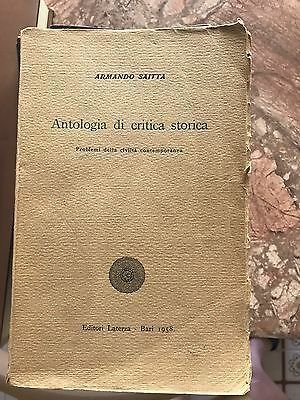 ARMANDO SAITTA
Antologia di critica storica
Problemi della civiltà contemporanea
Editori Laterza - Bari 1958